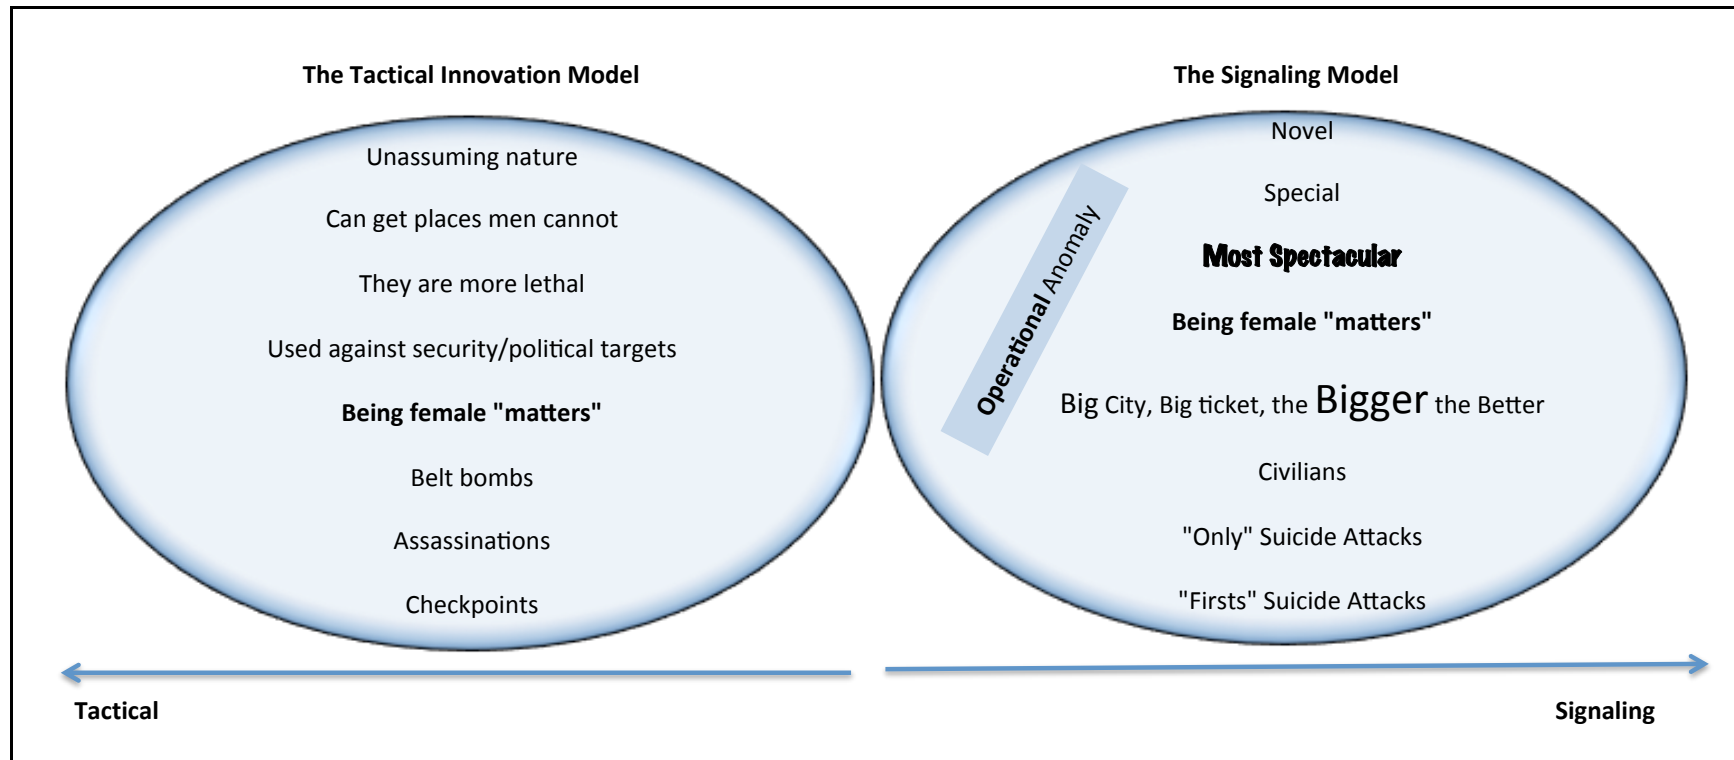 The Tactical Innovation Model
Unassuming nature
Can get places men cannot
They are more lethal
Used against security/political targets
Being female "matters"
Belt bombs
Assassinations
Checkpoints
Tactical
The Signaling Model
Novel
Special
Most Spectacular
Being female "matters"
Operational Anomaly
Big City, Big ticket, the Bigger the Better
Civilians
"Only" Suicide Attacks
"Firsts" Suicide Attacks
Signaling